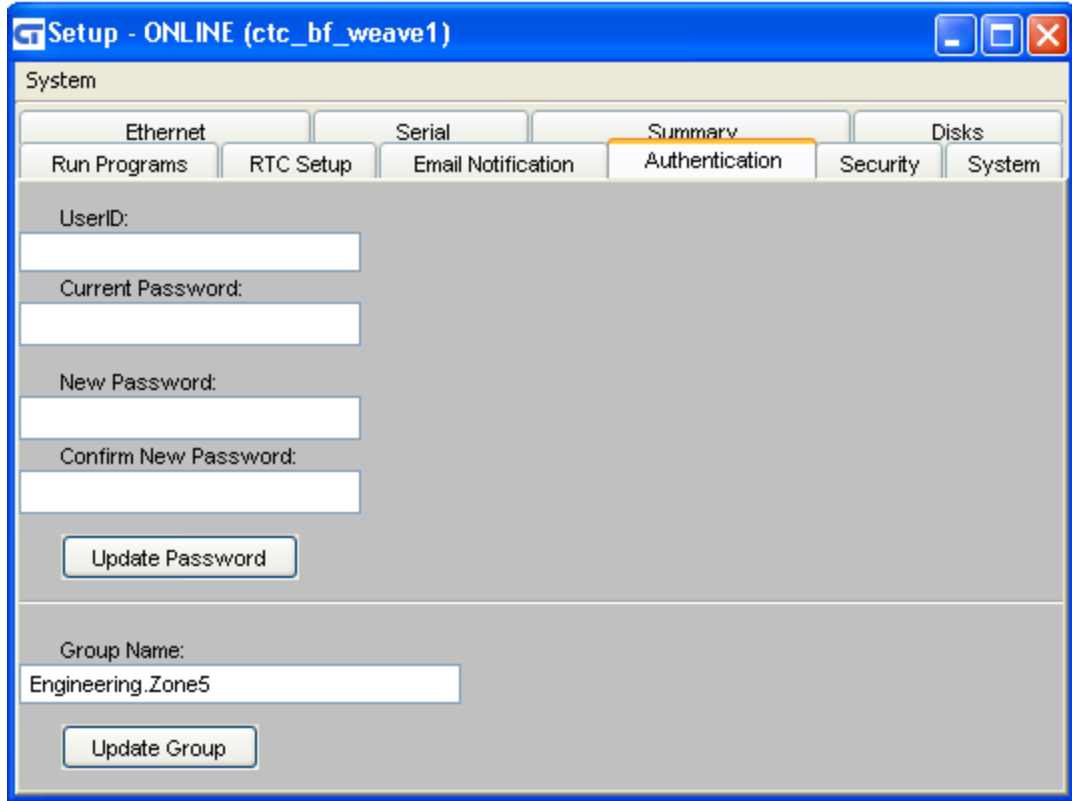 Setup - ONLINE (ctc_bf_weave1)
System
Ethernet Serial Summary Disks
Run Programs RTC Setup Email Notification Authentication Security System
UserID:
Current Password:
New Password:
Confirm New Password:
Update Password
Group Name:
Engineering.Zone5
Update Group